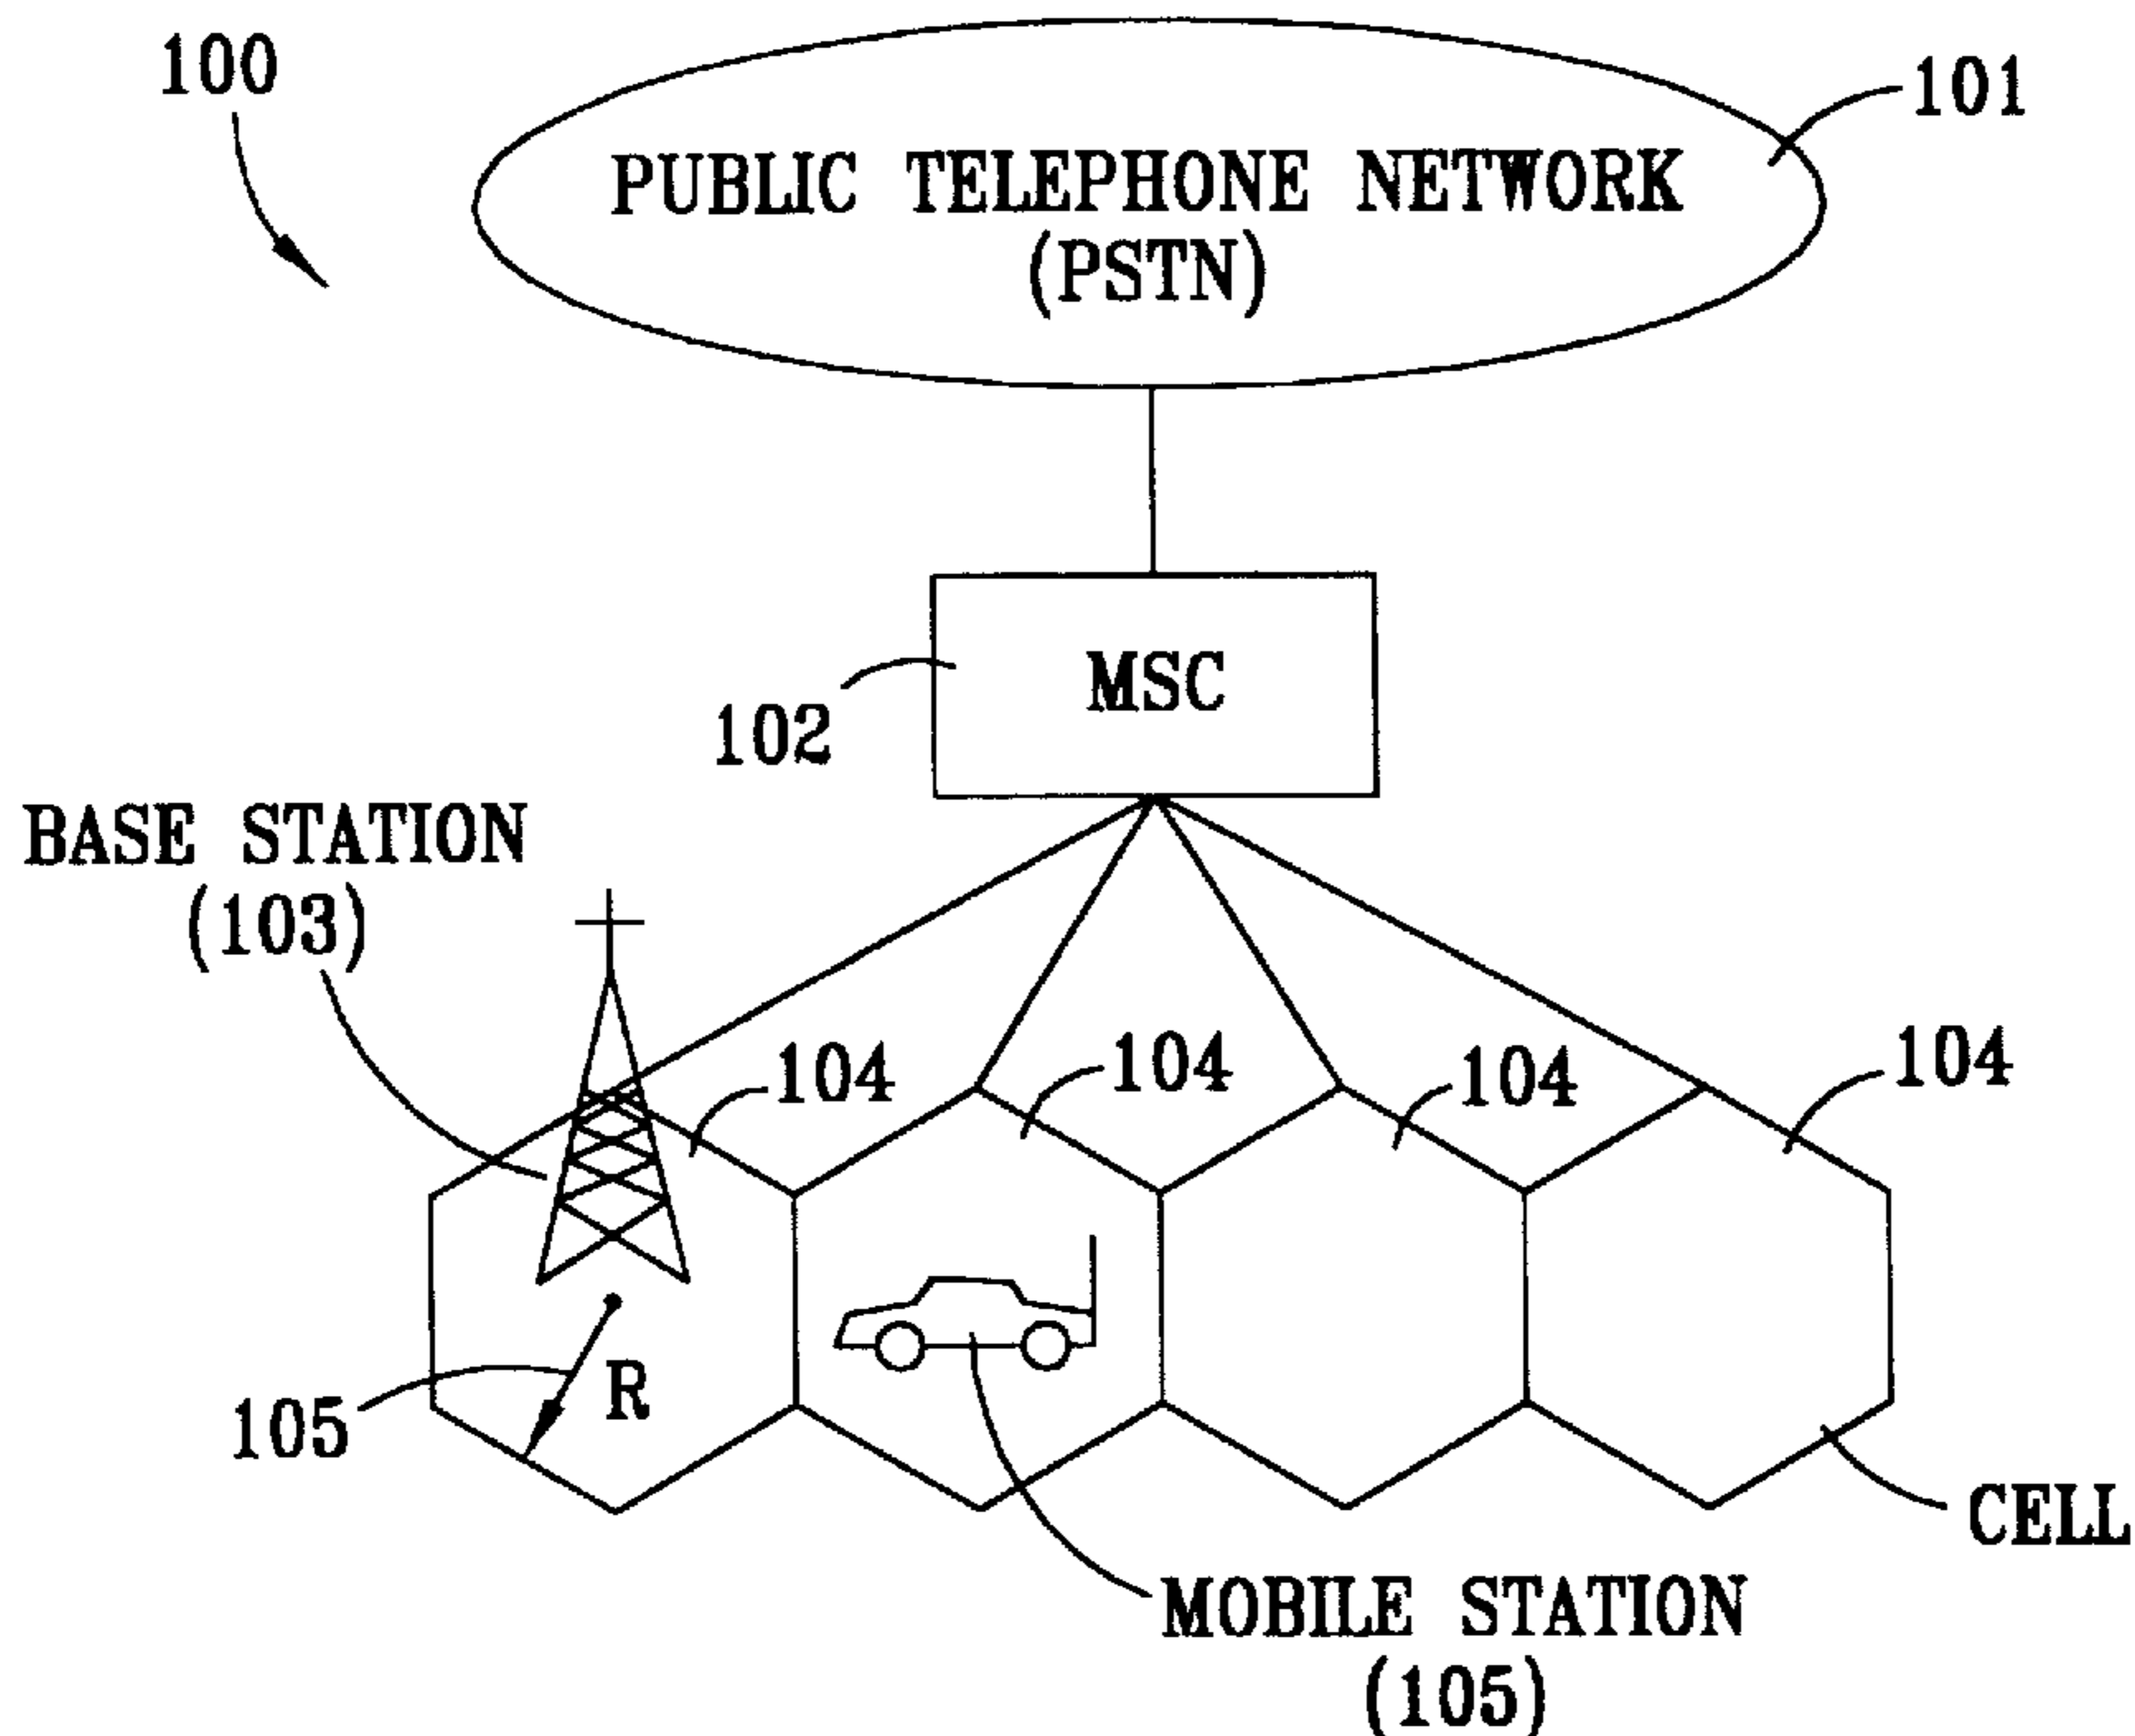 100
101
PUBLIC TELEPHONE NETWORK
(PSTN)
MSC
102
BASE STATION
(103)
104
104
104
104
R
105
CELL
MOBILE STATION
(105)